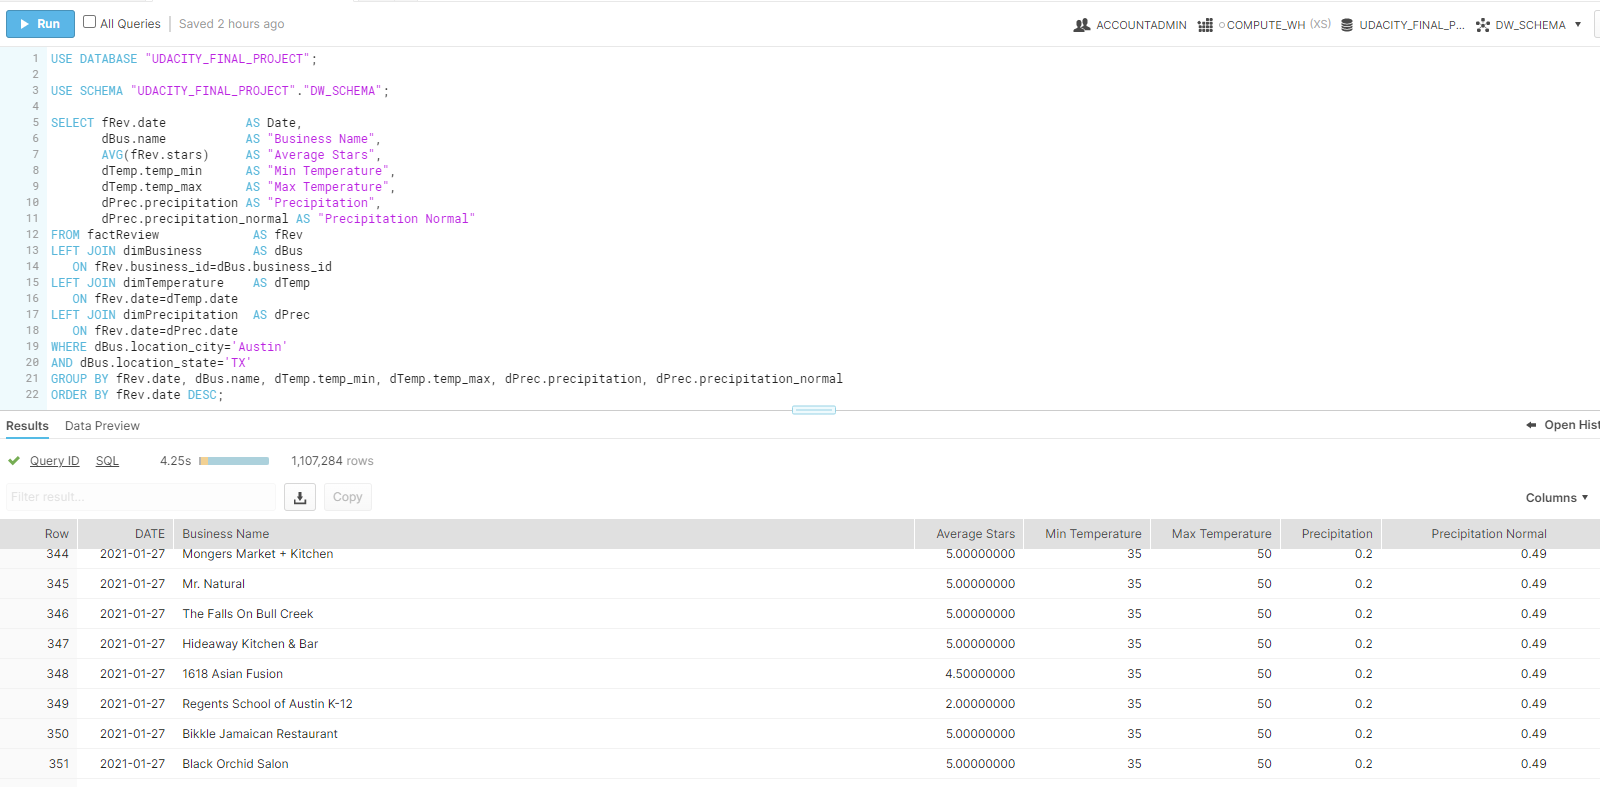 Run All Queries Saved 2 hours ago ACCOUNTADMIN COMPUTE_WH (XS) UDACITY_FINAL_P... DW_SCHEMA
1 USE DATABASE "UDACITY_FINAL_PROJECT";
2
3 USE SCHEMA "UDACITY_FINAL_PROJECT"."DW_SCHEMA";
4
5 SELECT fRev.date AS Date,
6 dBus.name AS "Business Name",
7 AVG(fRev.stars) AS "Average Stars",
8 dTemp.temp_min AS "Min Temperature",
9 dTemp.temp_max AS "Max Temperature",
10 dPrec.precipitation AS "Precipitation",
11 dPrec.precipitation_normal AS "Precipitation Normal"
12 FROM factReview AS fRev
13 LEFT JOIN dimBusiness AS dBus
14 ON fRev.business_id=dBus.business_id
15 LEFT JOIN dimTemperature AS dTemp
16 ON fRev.date=dTemp.date
17 LEFT JOIN dimPrecipitation AS dPrec
18 ON fRev.date=dPrec.date
19 WHERE dBus.location_city='Austin'
20 AND dBus.location_state='TX'
21 GROUP BY fRev.date, dBus.name, dTemp.temp_min, dTemp.temp_max, dPrec.precipitation, dPrec.precipitation_normal
22 ORDER BY fRev.date DESC;
Results Data Preview Open Hist
Query ID SQL 4.25s 1,107,284 rows
Filter result... Copy Columns
Row DATE Business Name Average Stars Min Temperature Max Temperature Precipitation Precipitation Normal
344 2021-01-27 Mongers Market + Kitchen 5.00000000 35 50 0.2 0.49
345 2021-01-27 Mr. Natural 5.00000000 35 50 0.2 0.49
346 2021-01-27 The Falls On Bull Creek 5.00000000 35 50 0.2 0.49
347 2021-01-27 Hideaway Kitchen & Bar 5.00000000 35 50 0.2 0.49
348 2021-01-27 1618 Asian Fusion 4.50000000 35 50 0.2 0.49
349 2021-01-27 Regents School of Austin K-12 2.00000000 35 50 0.2 0.49
350 2021-01-27 Bikkle Jamaican Restaurant 5.00000000 35 50 0.2 0.49
351 2021-01-27 Black Orchid Salon 5.00000000 35 50 0.2 0.49